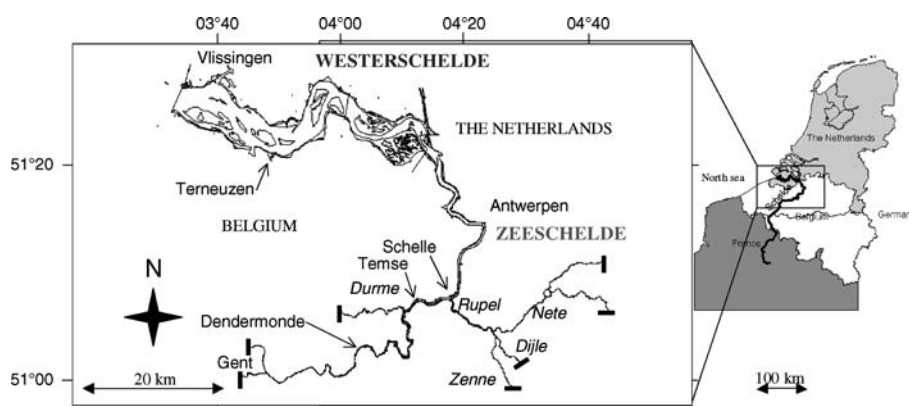 03°40 04°00 04°20 04°40
Vlissingen
WESTERSCHELDE
THE NETHERLANDS
51°20
Terneuzen
Antwerpen
BELGIUM
ZEESCHELDE
Schelle
N
Temse
Durme
Rupel
Nete
Dendermonde
Dijle
Gent
Zenne
51°00
20 km
The Netherlands
North sea
Belgium
German
France
100 km